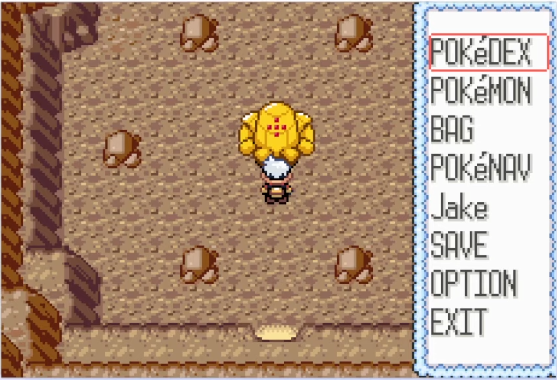 POKéDEX
POKéMON
BAG
POKéNAV
Jake
SAVE
OPTION
EXIT